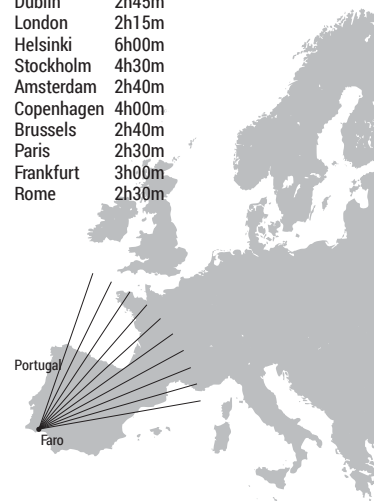 Dublin 2h45m
London 2h15m
Helsinki 6h00m
Stockholm 4h30m
Amsterdam 2h40m
Copenhagen 4h00m
Brussels 2h40m
Paris 2h30m
Frankfurt 3h00m
Rome 2h30m
Portugal
Faro